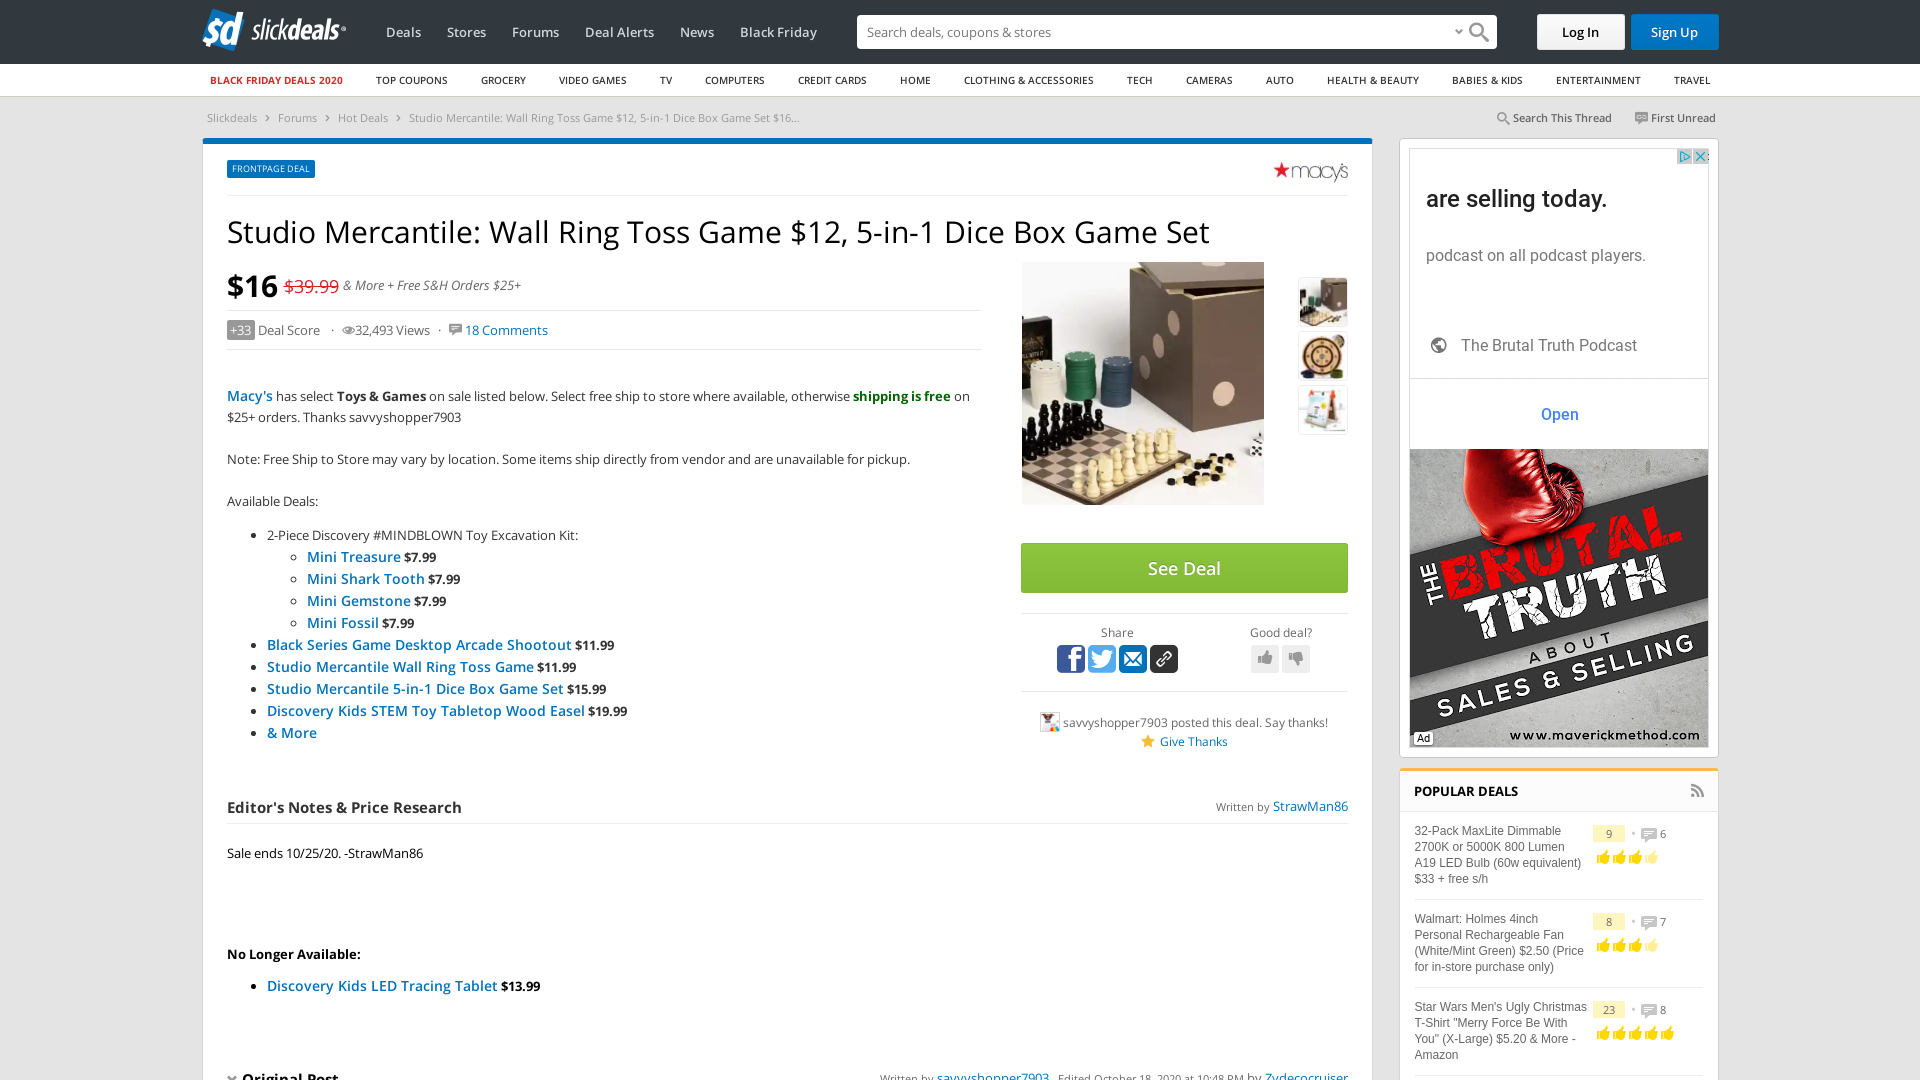 slickdeals
Deals Stores Forums Deal Alerts News Black Friday
Search deals, coupons & stores
Log In
Sign Up
BLACK FRIDAY DEALS 2020 TOP COUPONS GROCERY VIDEO GAMES TV COMPUTERS CREDIT CARDS HOME CLOTHING & ACCESSORIES TECH CAMERAS AUTO HEALTH & BEAUTY BABIES & KIDS ENTERTAINMENT TRAVEL
Slickdeals > Forums > Hot Deals > Studio Mercantile: Wall Ring Toss Game $12, 5-in-1 Dice Box Game Set $16...
Search This Thread First Unread
FRONTPAGE DEAL
macy's
Studio Mercantile: Wall Ring Toss Game $12, 5-in-1 Dice Box Game Set
$16 $39.99 & More + Free S&H Orders $25+
+33 Deal Score · 32,493 Views · 18 Comments
Macy's has select Toys & Games on sale listed below. Select free ship to store where available, otherwise shipping is free on
$25+ orders. Thanks savvyshopper7903
Note: Free Ship to Store may vary by location. Some items ship directly from vendor and are unavailable for pickup.
Available Deals:
2-Piece Discovery #MINDBLOWN Toy Excavation Kit:
Mini Treasure $7.99
Mini Shark Tooth $7.99
Mini Gemstone $7.99
Mini Fossil $7.99
Black Series Game Desktop Arcade Shootout $11.99
Studio Mercantile Wall Ring Toss Game $11.99
Studio Mercantile 5-in-1 Dice Box Game Set $15.99
Discovery Kids STEM Toy Tabletop Wood Easel $19.99
& More
See Deal
Share
Good deal?
savvyshopper7903 posted this deal. Say thanks!
Give Thanks
Editor's Notes & Price Research
Written by StrawMan86
Sale ends 10/25/20. -StrawMan86
No Longer Available:
Discovery Kids LED Tracing Tablet $13.99
Original Post
Written by savvyshopper7903 Edited October 18, 2020 at 10:48 PM by Zydecocruiser
are selling today.
podcast on all podcast players.
The Brutal Truth Podcast
Open
THE BRUTAL
TRUTH
ABOUT
SALES & SELLING
Ad
www.maverickmethod.com
POPULAR DEALS
32-Pack MaxLite Dimmable
2700K or 5000K 800 Lumen
A19 LED Bulb (60w equivalent)
$33 + free s/h
9 • 6
Walmart: Holmes 4inch
Personal Rechargeable Fan
(White/Mint Green) $2.50 (Price
for in-store purchase only)
8 • 7
Star Wars Men's Ugly Christmas
T-Shirt "Merry Force Be With
You" (X-Large) $5.20 & More -
Amazon
23 • 8